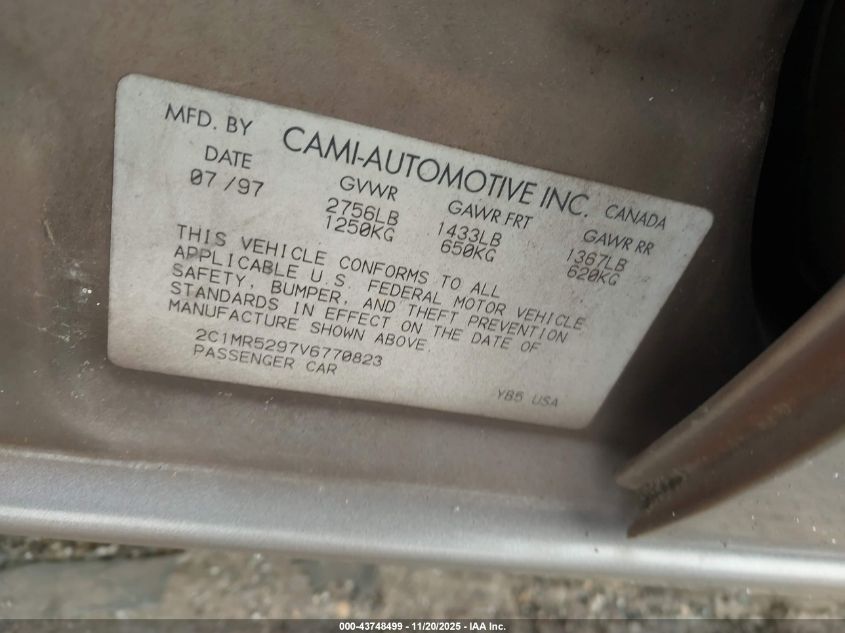 MFD. BY CAMI-AUTOMOTIVE INC. CANADA
DATE GVWR GAWR FRT GAWR RR
07/97 2756LB 1433LB 1367LB
1250KG 650KG 620KG
THIS VEHICLE CONFORMS TO ALL
APPLICABLE U.S. FEDERAL MOTOR VEHICLE
SAFETY, BUMPER, AND THEFT PREVENTION
STANDARDS IN EFFECT ON THE DATE OF
MANUFACTURE SHOWN ABOVE.
2C1MR5297V6770823
PASSENGER CAR
YB5 USA
000-43748499 - 11/20/2025 - IAA Inc.